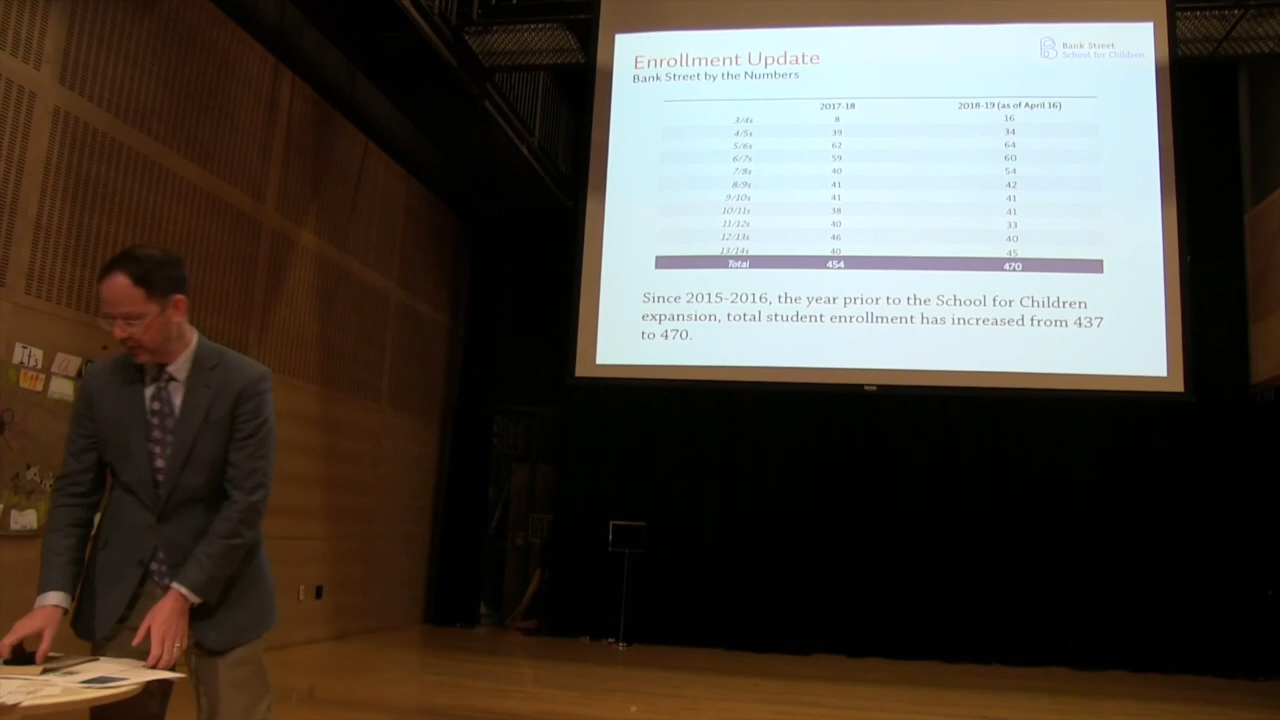 Enrollment Update
Bank Street by the Numbers
Bank Street
School for Children
2017-18 2018-19 (as of April 16)
3/4s 8 16
4/5s 39 34
5/6s 62 64
6/7s 59 60
7/8s 40 54
8/9s 41 42
9/10s 41 41
10/11s 38 41
11/12s 40 33
12/13s 46 40
13/14s 40 45
Total 454 470
Since 2015-2016, the year prior to the School for Children
expansion, total student enrollment has increased from 437
to 470.
It's a